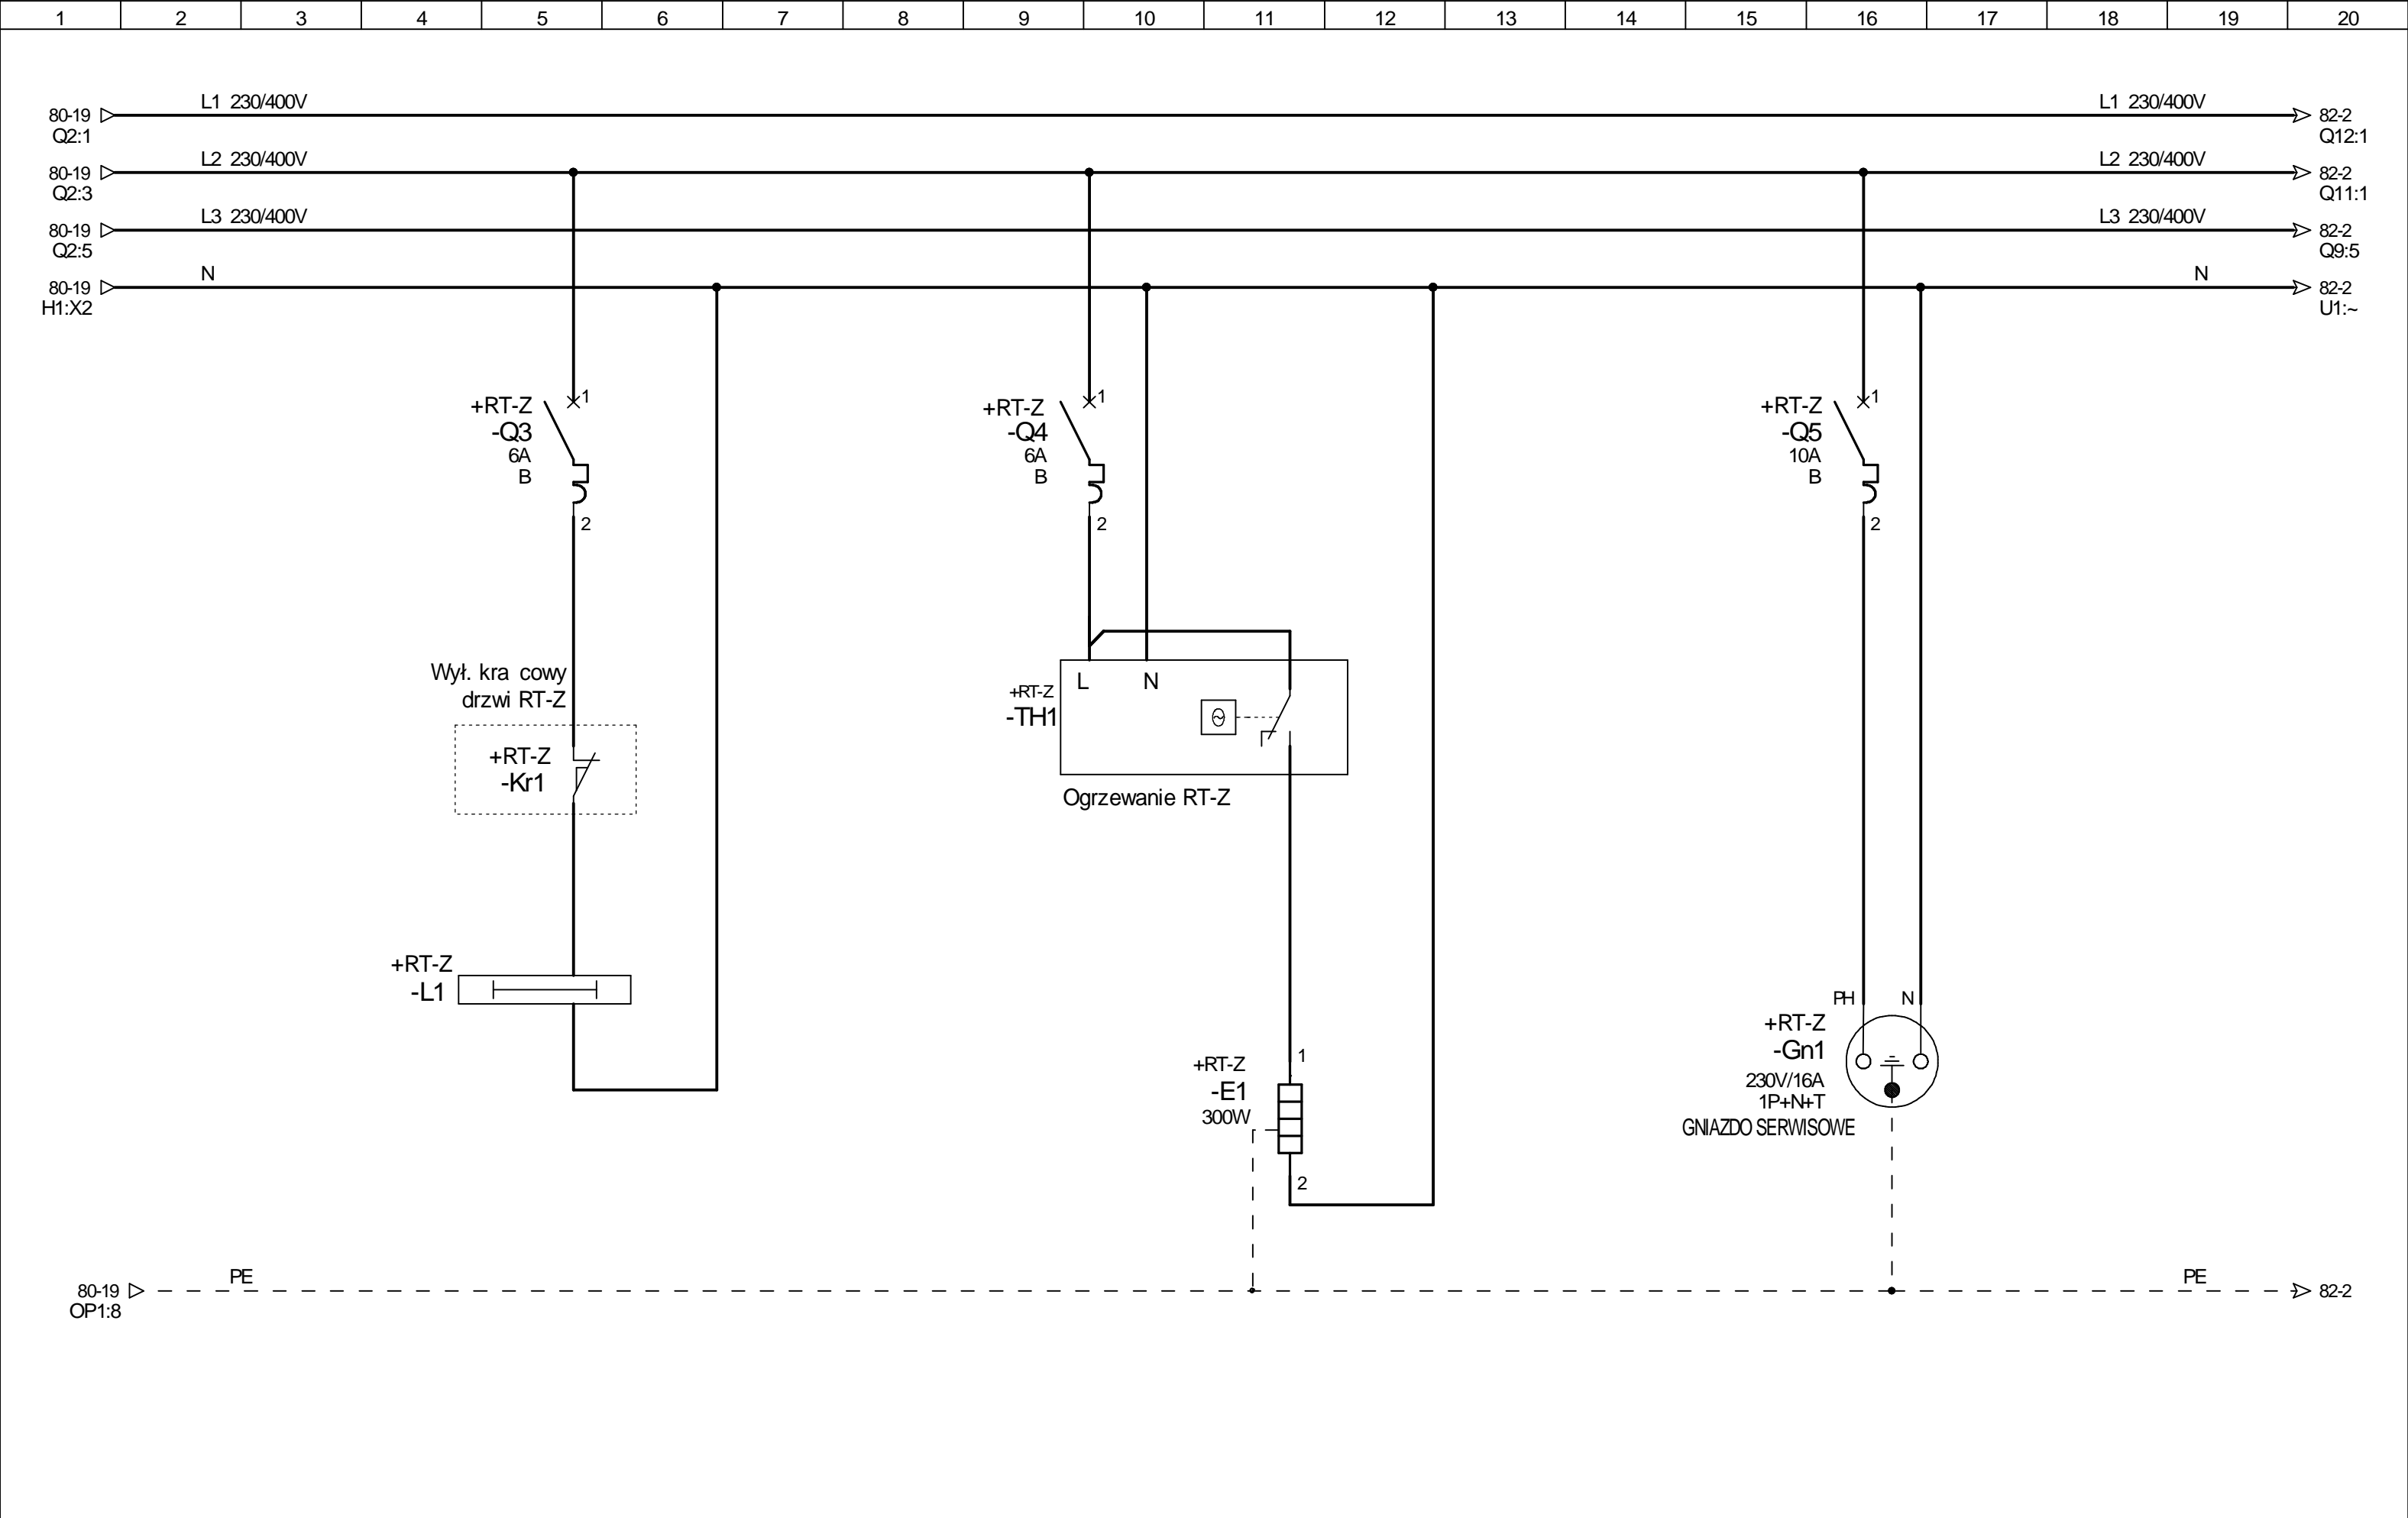 1 2 3 4 5 6 7 8 9 10 11 12 13 14 15 16 17 18 19 20
L1 230/400V
L1 230/400V
80-19
Q2:1
82-2
Q12:1
L2 230/400V
L2 230/400V
80-19
Q2:3
82-2
Q11:1
L3 230/400V
L3 230/400V
80-19
Q2:5
82-2
Q9:5
N
N
80-19
H1:X2
82-2
U1:~
+RT-Z
-Q3
6A
B
1
2
+RT-Z
-Q4
6A
B
1
2
+RT-Z
-Q5
10A
B
1
2
Wył. kra cowy
drzwi RT-Z
+RT-Z
-Kr1
+RT-Z
-TH1
L N
Ogrzewanie RT-Z
+RT-Z
-L1
+RT-Z
-E1
300W
1
2
PH N
+RT-Z
-Gn1
230V/16A
1P+N+T
GNIAZDO SERWISOWE
PE
PE
80-19
OP1:8
82-2